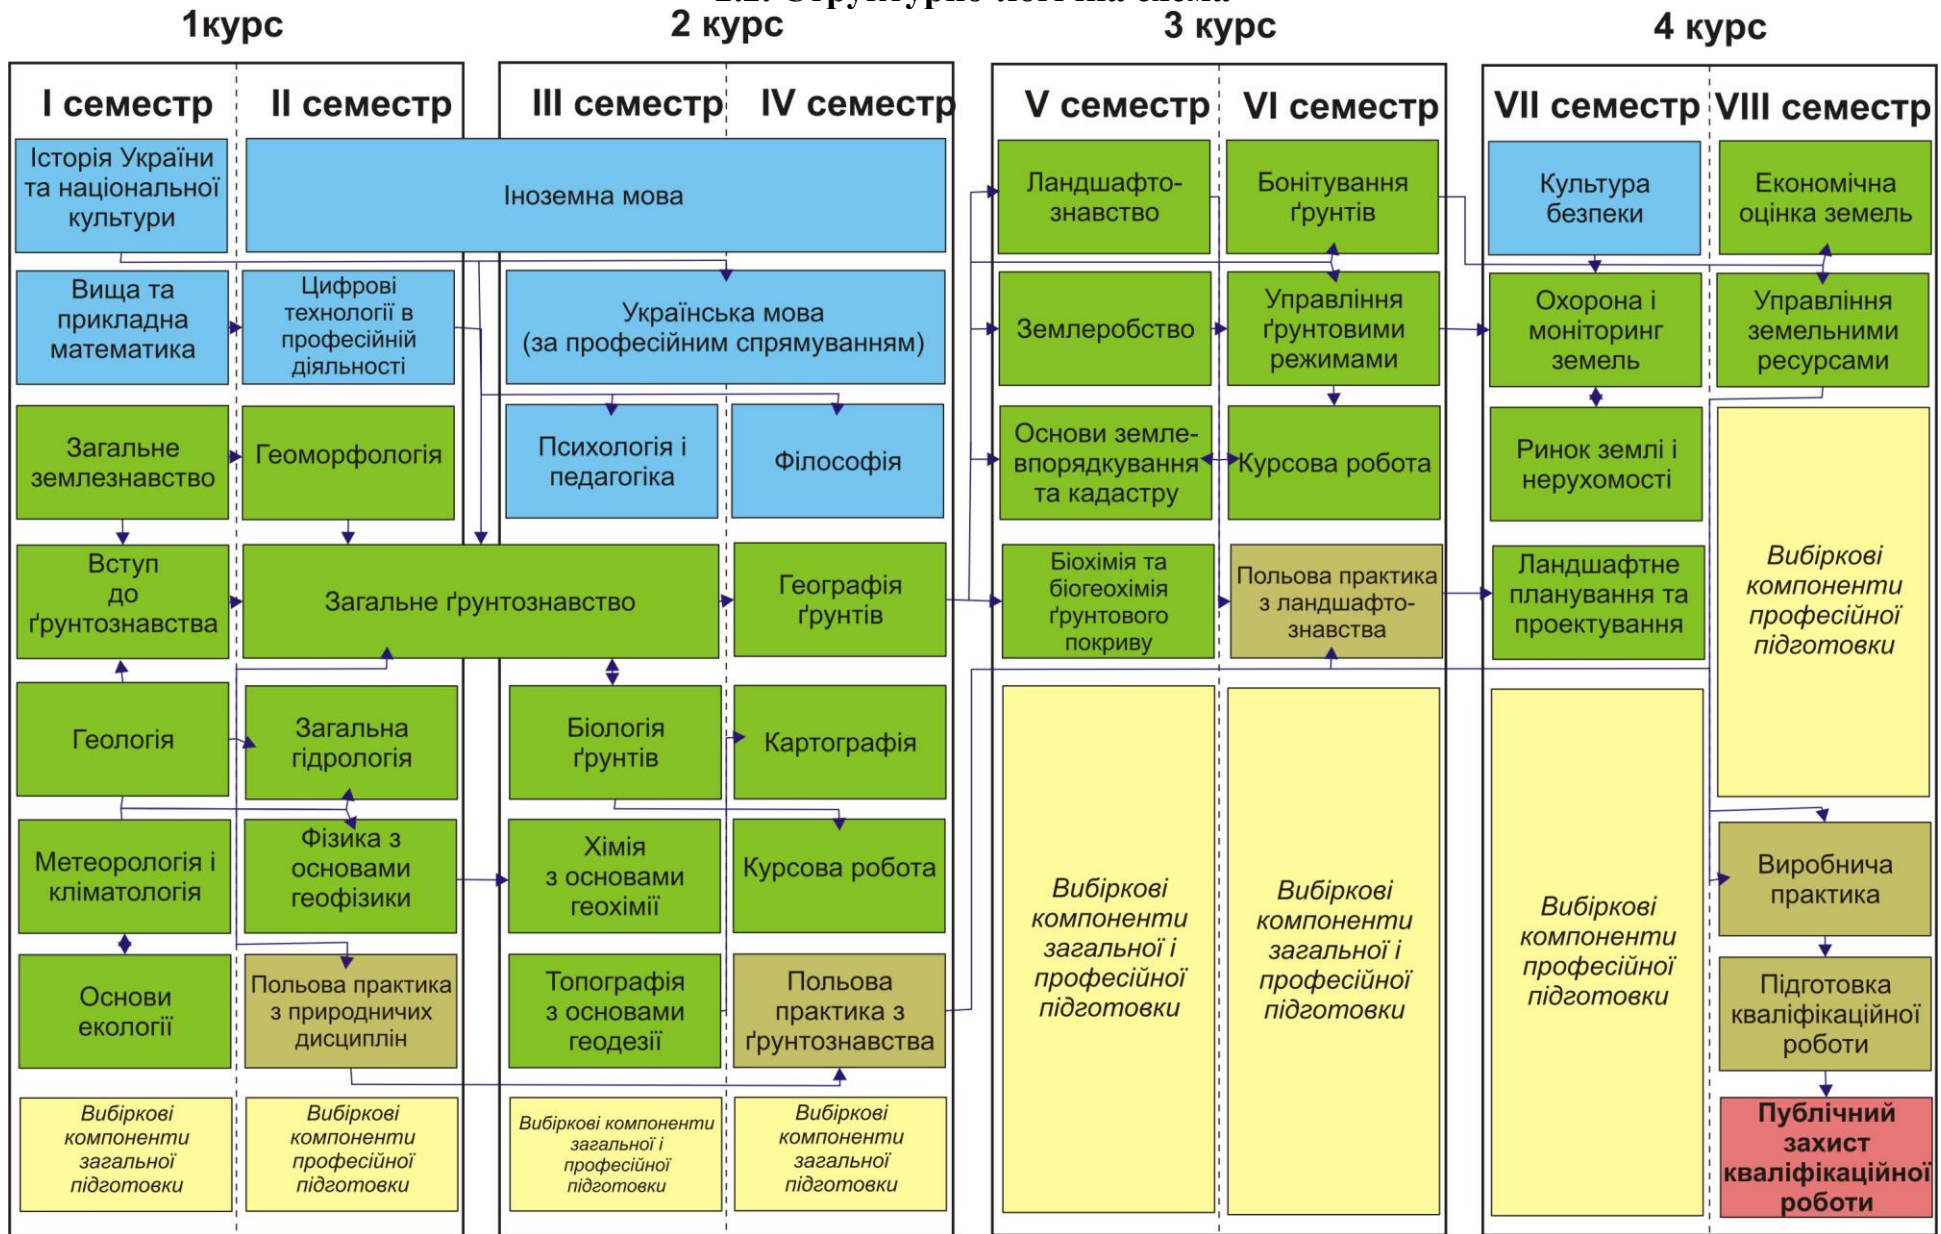 2.2. Структурно-логічна схема
1курс
2 курс
3 курс
4 курс
I семестр
II семестр
III семестр
IV семестр
V семестр
VI семестр
VII семестр
VIII семестр
Історія України
та національної
культури
Іноземна мова
Вища та
прикладна
математика
Цифрові
технології в
професійній
діяльності
Українська мова
(за професійним спрямуванням)
Загальне
землезнавство
Геоморфологія
Психологія і
педагогіка
Філософія
Вступ
до
ґрунтознавства
Загальне ґрунтознавство
Географія
ґрунтів
Геологія
Загальна
гідрологія
Біологія
ґрунтів
Картографія
Метеорологія і
кліматологія
Фізика з
основами
геофізики
Хімія
з основами
геохімії
Курсова робота
Основи
екології
Польова практика
з природничих
дисциплін
Топографія
з основами
геодезії
Польова
практика з
ґрунтознавства
Вибіркові
компоненти
загальної
підготовки
Вибіркові
компоненти
професійної
підготовки
Вибіркові компоненти
загальної і
професійної
підготовки
Вибіркові
компоненти
загальної
підготовки
Ландшафто-
знавство
Бонітування
ґрунтів
Землеробство
Управління
ґрунтовими
режимами
Основи земле-
впорядкування
та кадастру
Курсова робота
Біохімія та
біогеохімія
ґрунтового
покриву
Польова практика
з ландшафто-
знавства
Вибіркові
компоненти
загальної і
професійної
підготовки
Вибіркові
компоненти
загальної і
професійної
підготовки
Культура
безпеки
Економічна
оцінка земель
Охорона і
моніторинг
земель
Управління
земельними
ресурсами
Ринок землі і
нерухомості
Вибіркові
компоненти
професійної
підготовки
Ландшафтне
планування та
проектування
Вибіркові
компоненти
професійної
підготовки
Виробнича
практика
Підготовка
кваліфікаційної
роботи
Публічний
захист
кваліфікаційної
роботи